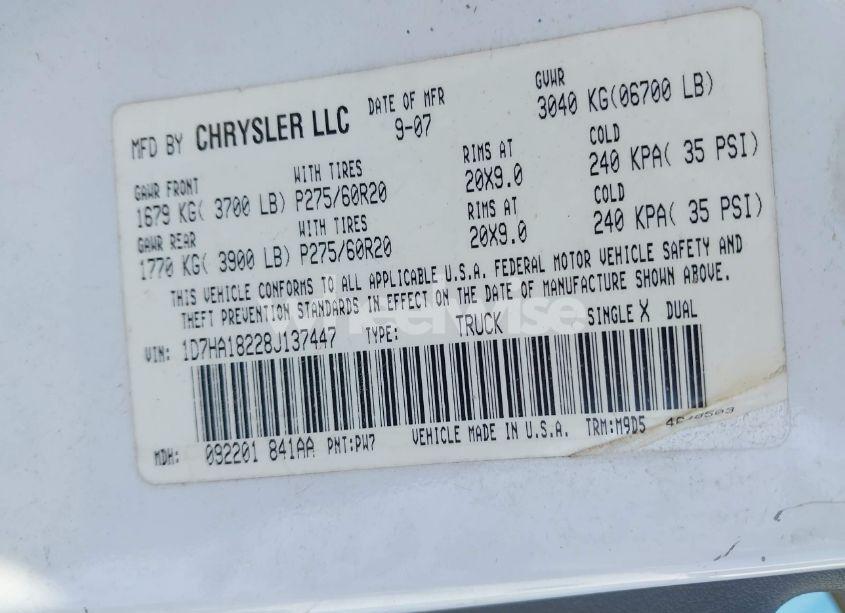 MFD BY CHRYSLER LLC DATE OF MFR 9-07 GVWR 3040 KG(06700 LB)
GAWR FRONT WITH TIRES RIMS AT COLD
1679 KG( 3700 LB) P275/60R20 20X9.0 240 KPA( 35 PSI)
GAWR REAR WITH TIRES RIMS AT COLD
1770 KG( 3900 LB) P275/60R20 20X9.0 240 KPA( 35 PSI)
THIS VEHICLE CONFORMS TO ALL APPLICABLE U.S.A. FEDERAL MOTOR VEHICLE SAFETY AND
THEFT PREVENTION STANDARDS IN EFFECT ON THE DATE OF MANUFACTURE SHOWN ABOVE.
VIN: 1D7HA18228J137447 TYPE: TRUCK SINGLE X DUAL
MDH: 092201 841AA PNT:PW7 VEHICLE MADE IN U.S.A. TRM:M9D5